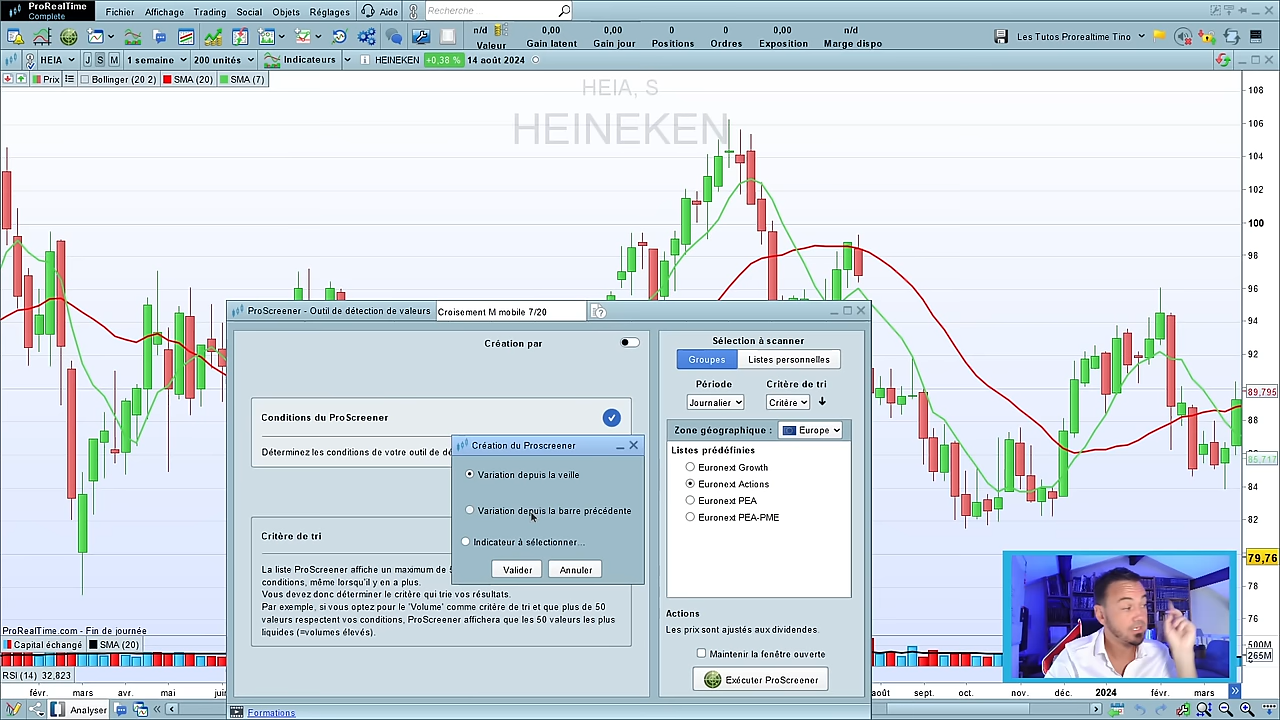 ProRealTime
Complete
Fichier Affichage Trading Social Objets Réglages Aide
Recherche
n/d
Valeur
0,00
Gain latent
0,00
Gain jour
0
Positions
0
Ordres
0,00
Exposition
n/d
Marge dispo
Les Tutos Prorealtime Tino
HEIA J S M 1 semaine 200 unités Indicateurs HEINEKEN +0,38 % 14 août 2024
Prix Bollinger (20 2) SMA (20) SMA (7)
HEIA, S
HEINEKEN
108
106
104
102
100
98
96
94
92
89,795
88
85,717
84
82
79,76
78
76
500M
265M
ProScreener - Outil de détection de valeurs Croisement M mobile 7/20
Création par
Conditions du ProScreener
Déterminez les conditions de votre outil de dé
Critère de tri
La liste ProScreener affiche un maximum de 5
conditions, même lorsqu'il y en a plus.
Vous devez donc déterminer le critère qui trie vos résultats.
Par exemple, si vous optez pour le 'Volume' comme critère de tri et que plus de 50
valeurs respectent vos conditions, ProScreener affichera que les 50 valeurs les plus
liquides (=volumes élevés).
Création du Proscreener
Variation depuis la veille
Variation depuis la barre précédente
Indicateur à sélectionner...
Valider Annuler
Sélection à scanner
Groupes Listes personnelles
Période Critère de tri
Journalier Critère
Zone géographique : Europe
Listes prédéfinies
Euronext Growth
Euronext Actions
Euronext PEA
Euronext PEA-PME
Actions
Les prix sont ajustés aux dividendes
Maintenir la fenêtre ouverte
Exécuter ProScreener
Formations
ProRealTime.com - Fin de journée
Capital échangé SMA (20)
RSI (14) 32,823
févr. mars avr. mai juin août sept. oct. nov. déc. 2024 févr. mars
Analyser